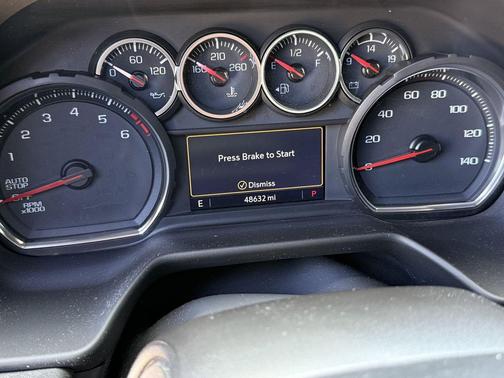 0 60 120
160 210 260
E 1/2 F
9 14 19
1 2 3 4 5 6
AUTO
STOP
OFF
RPM
x1000
Press Brake to Start
Dismiss
E 48632 mi P
0 20 40 60 80 100 120 140